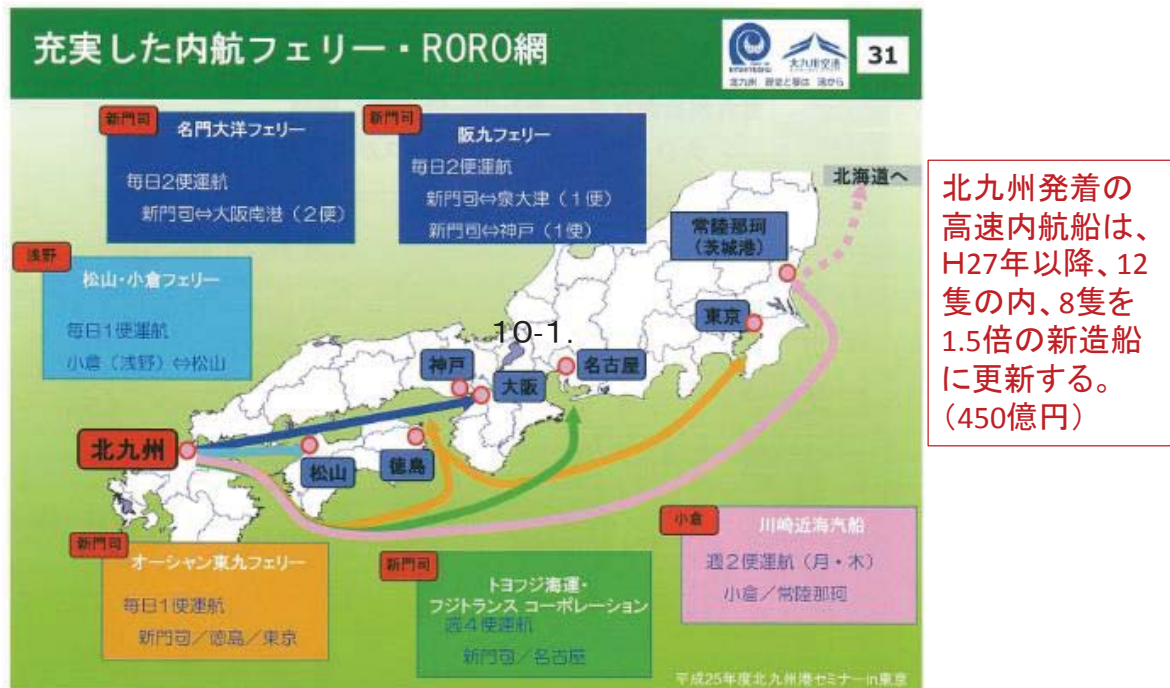 充実した内航フェリー・RORO網
31
新門司
名門大洋フェリー
毎日2便運航
新門司⇔大阪南港（2便）
新門司
阪九フェリー
毎日2便運航
新門司⇔泉大津（1便）
新門司⇔神戸（1便）
浅野
松山・小倉フェリー
毎日1便運航
小倉（浅野）⇔松山
北海道へ
常陸那珂
（茨城港）
東京
10-1.
名古屋
神戸
大阪
北九州
松山
徳島
新門司
オーシャン東九フェリー
毎日1便運航
新門司／徳島／東京
新門司
トヨフジ海運・
フジトランス コーポレーション
週4便運航
新門司／名古屋
小倉
川崎近海汽船
週2便運航（月・木）
小倉／常陸那珂
平成25年度北九州港セミナーin東京
北九州発着の
高速内航船は、
H27年以降、12
隻の内、8隻を
1.5倍の新造船
に更新する。
（450億円）